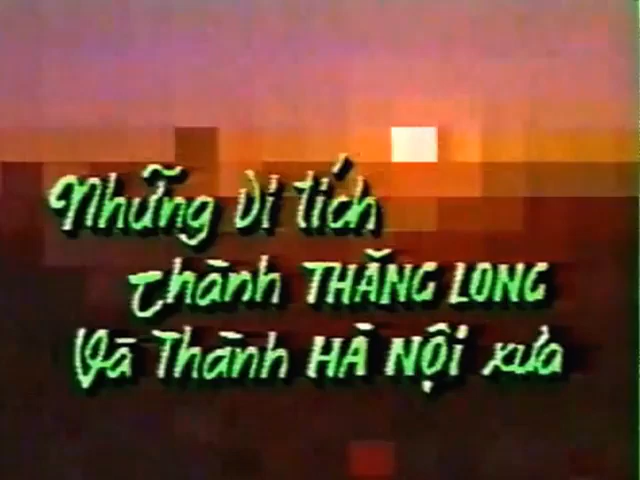 Những Di tích
thành THĂNG LONG
Và Thành HÀ NỘI xưa